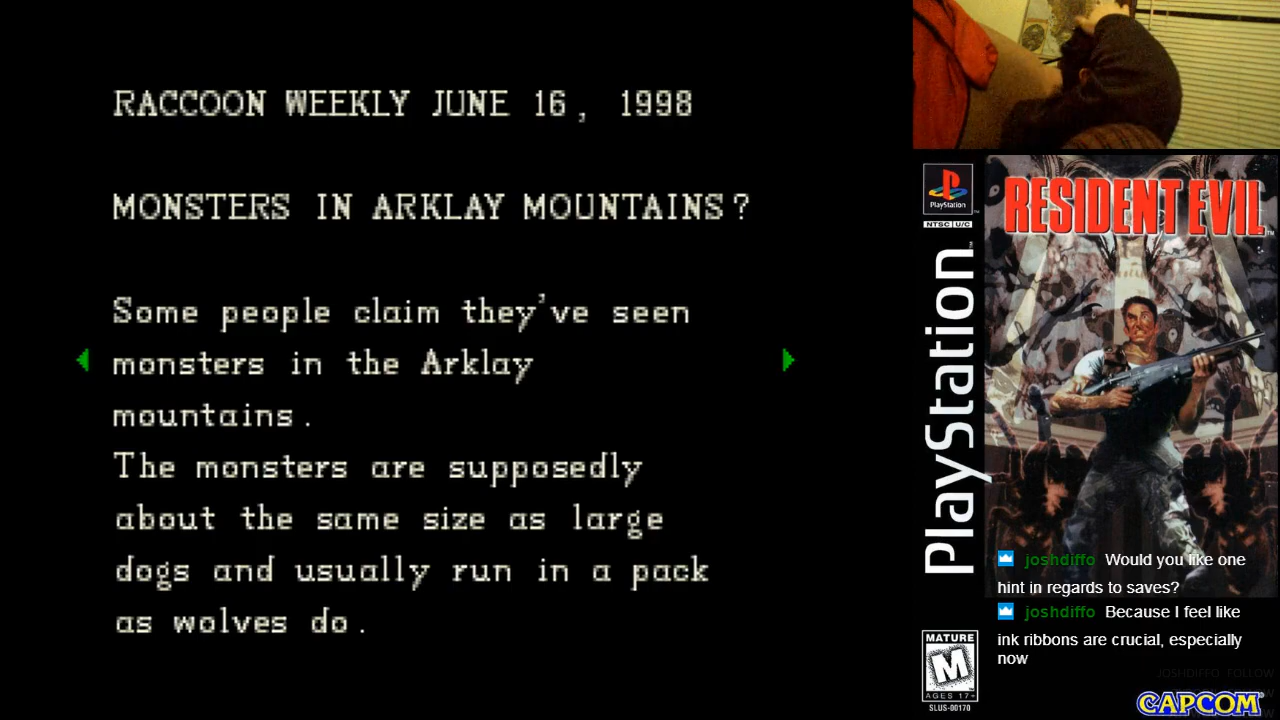 RACCOON WEEKLY JUNE 16, 1998
MONSTERS IN ARKLAY MOUNTAINS?
Some people claim they've seen
monsters in the Arklay
mountains.
The monsters are supposedly
about the same size as large
dogs and usually run in a pack
as wolves do.
PlayStation
NTSC U/C
PlayStation
RESIDENT EVIL
joshdiffo Would you like one
hint in regards to saves?
joshdiffo Because I feel like
ink ribbons are crucial, especially
now
MATURE
M
AGES 17+
SLUS-00170
JOSHDIFFO FOLLOW
CAPCOM